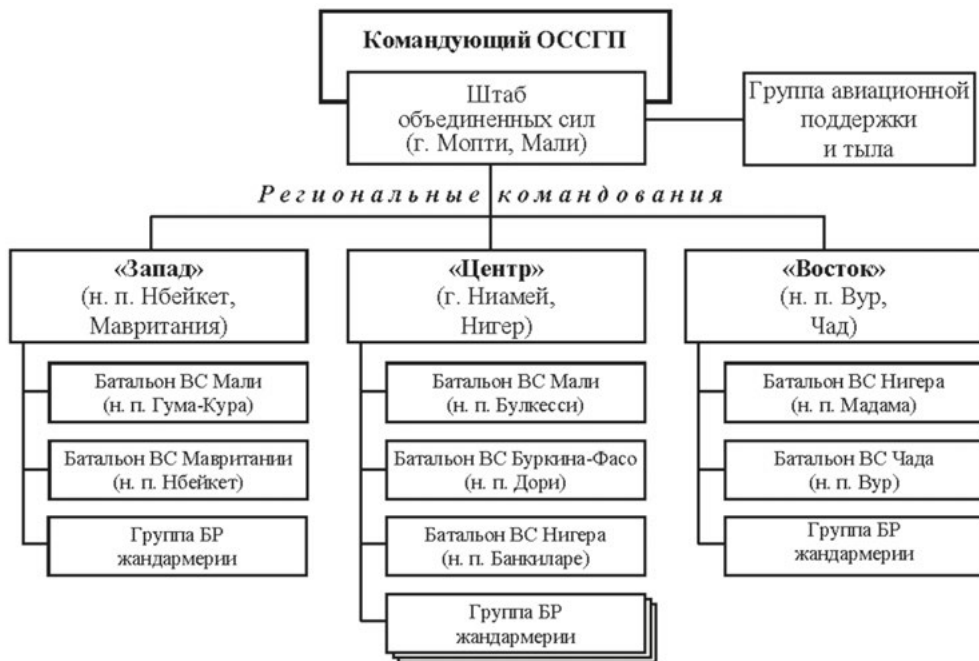 Командующий ОССГП
Штаб
объединенных сил
(г. Мопти, Мали)
Группа авиационной
поддержки
и тыла
Региональные командования
«Запад»
(н. п. Нбейкет,
Мавритания)
Батальон ВС Мали
(н. п. Гума-Кура)
Батальон ВС Мавритании
(н. п. Нбейкет)
Группа БР
жандармерии
«Центр»
(г. Ниамей,
Нигер)
Батальон ВС Мали
(н. п. Булкесси)
Батальон ВС Буркина-Фасо
(н. п. Дори)
Батальон ВС Нигера
(н. п. Банкиларе)
Группа БР
жандармерии
«Восток»
(н. п. Вур,
Чад)
Батальон ВС Нигера
(н. п. Мадама)
Батальон ВС Чада
(н. п. Вур)
Группа БР
жандармерии